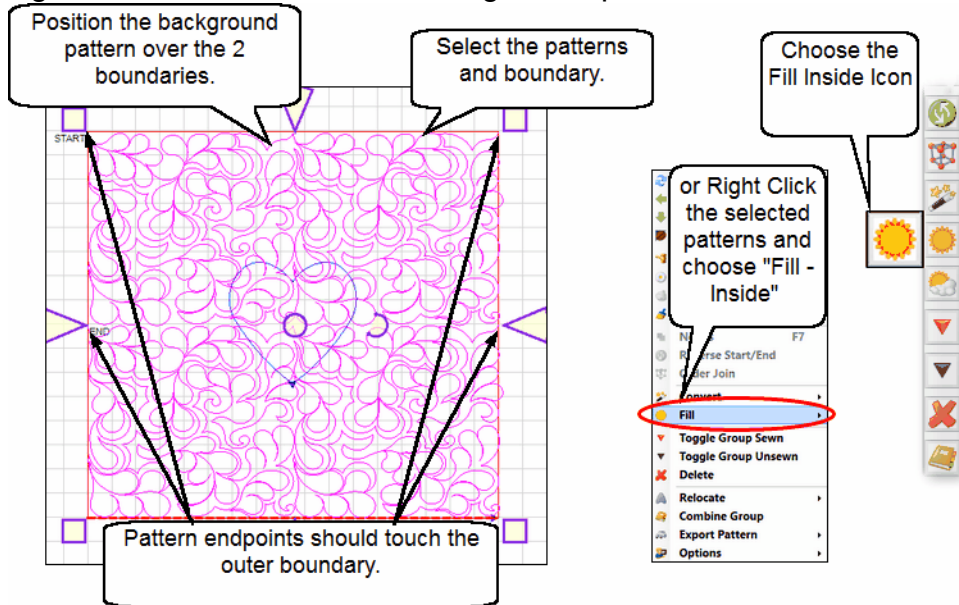 Position the background
pattern over the 2
boundaries.
Select the patterns
and boundary.
Choose the
Fill Inside Icon
START
END
or Right Click
the selected
patterns and
choose "Fill -
Inside"
F7
Start/End
Join
Convert
Fill
Toggle Group Sewn
Toggle Group Unsewn
Delete
Relocate
Combine Group
Export Pattern
Options
Pattern endpoints should touch the
outer boundary.